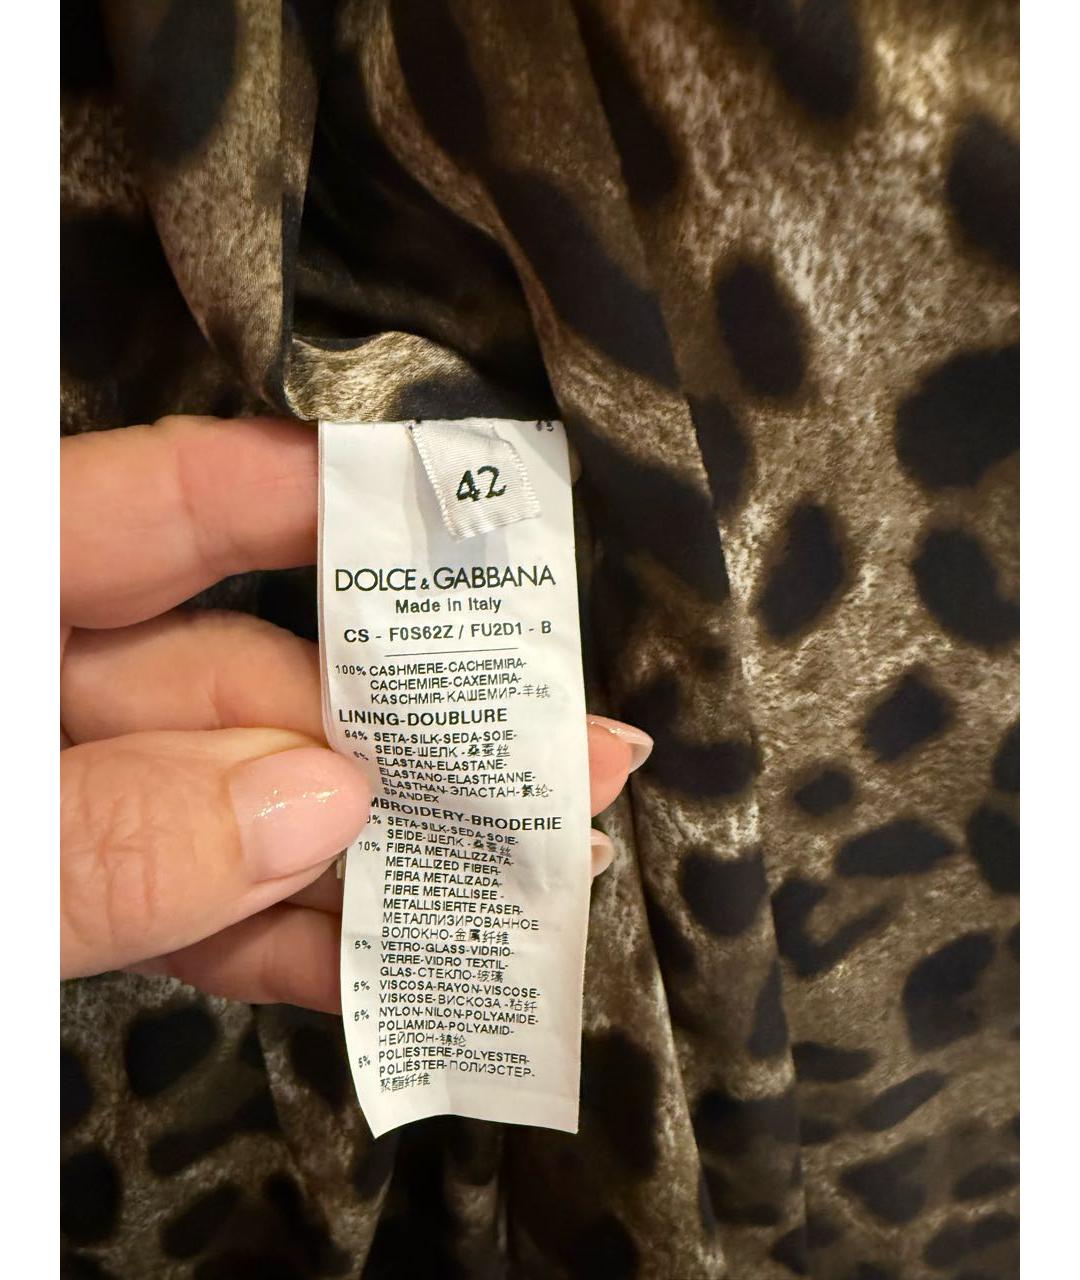 42
DOLCE & GABBANA
Made in Italy
CS - F0S62Z / FU2D1 - B
100% CASHMERE-CACHEMIRA-
CACHEMIRE-CAXEMIRA-
KASCHMIR-КАШЕМИР-羊绒
LINING-DOUBLURE
94% SETA-SILK-SEDA-SOIE-
SEIDE-ШЕЛК-桑蚕丝
6% ELASTAN-ELASTANE-
ELASTANO-ELASTHANNE-
ELASTHAN-ЭЛАСТАН-氨纶-
SPANDEX
MBROIDERY-BRODERIE
0% SETA-SILK-SEDA-SOIE-
SEIDE-ШЕЛК-桑蚕丝
10% FIBRA METALLIZZATA-
METALLIZED FIBER-
FIBRA METALIZADA-
FIBRE METALLISEE-
METALLISIERTE FASER-
МЕТАЛЛИЗИРОВАННОЕ
ВОЛОКНО-金属纤维
5% VETRO-GLASS-VIDRIO-
VERRE-VIDRO TEXTIL-
GLAS-СТЕКЛО-玻璃
5% VISCOSA-RAYON-VISCOSE-
VISKOSE-ВИСКОЗА-粘纤
5% NYLON-NILON-POLYAMIDE-
POLIAMIDA-POLYAMID-
НЕЙЛОН-锦纶
5% POLIESTERE-POLYESTER-
POLIÉSTER-ПОЛИЭСТЕР-
聚酯纤维